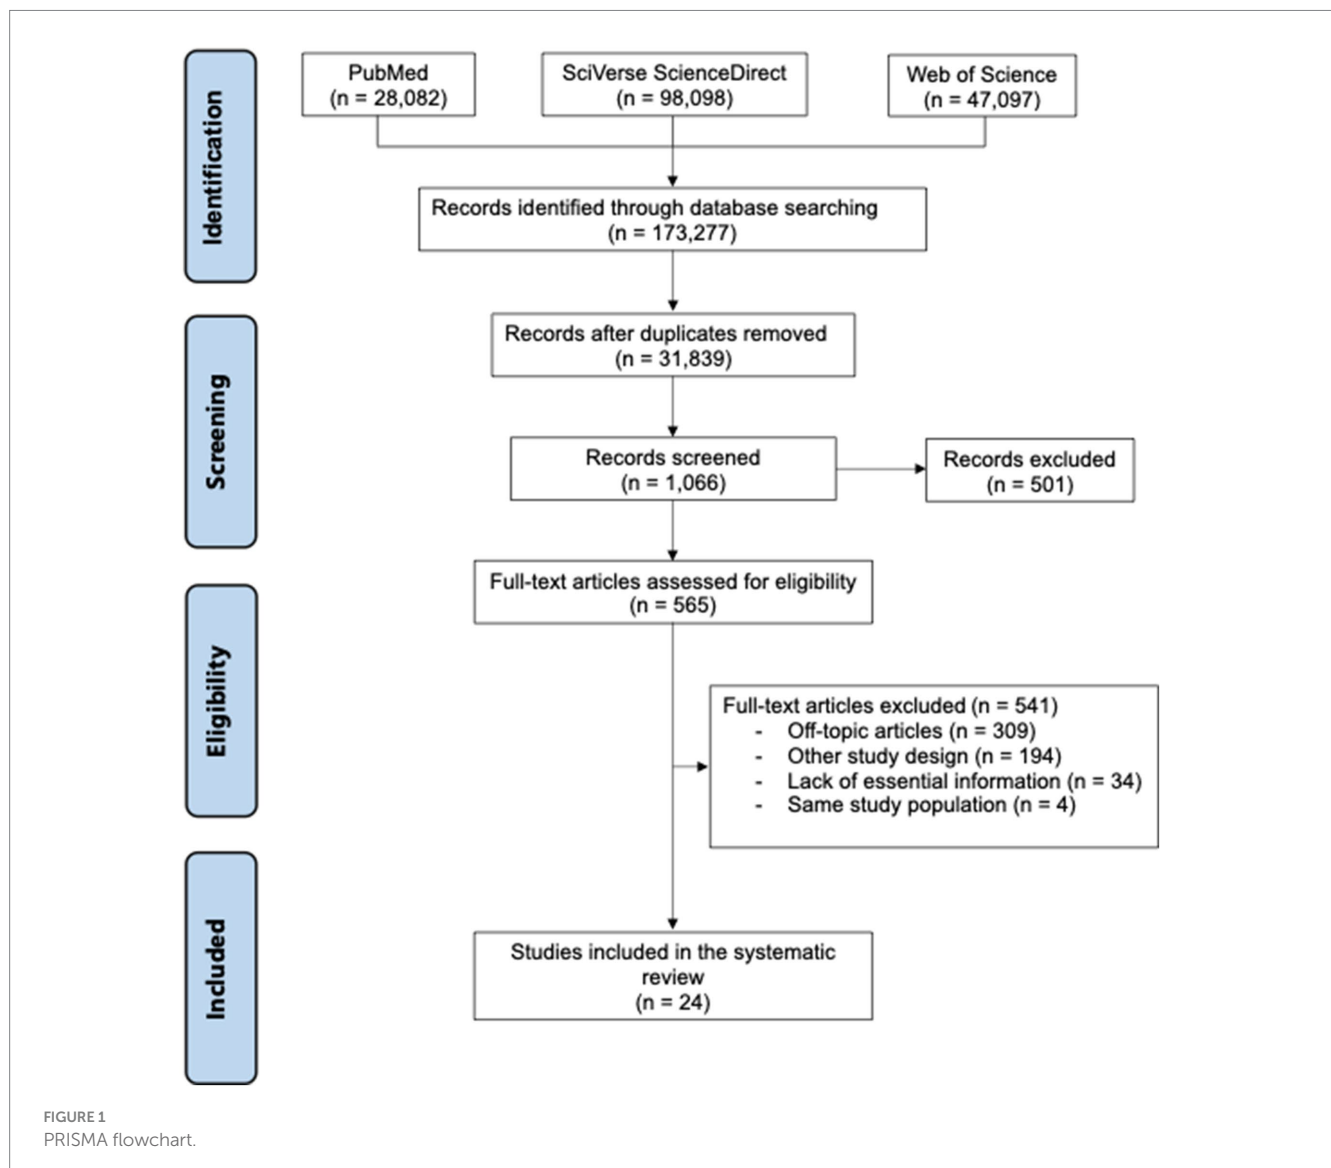 Identification
PubMed
(n = 28,082)
SciVerse ScienceDirect
(n = 98,098)
Web of Science
(n = 47,097)
Records identified through database searching
(n = 173,277)
Screening
Records after duplicates removed
(n = 31,839)
Records screened
(n = 1,066)
Records excluded
(n = 501)
Eligibility
Full-text articles assessed for eligibility
(n = 565)
Full-text articles excluded (n = 541)
- Off-topic articles (n = 309)
- Other study design (n = 194)
- Lack of essential information (n = 34)
- Same study population (n = 4)
Included
Studies included in the systematic
review
(n = 24)
FIGURE 1
PRISMA flowchart.